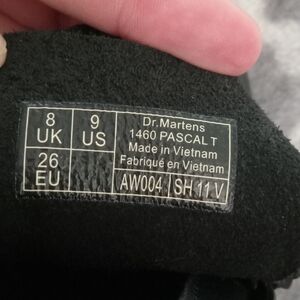 8 UK
9 US
26 EU
Dr.Martens
1460 PASCAL T
Made in Vietnam
Fabriqué en Vietnam
AW004
SH 11 V